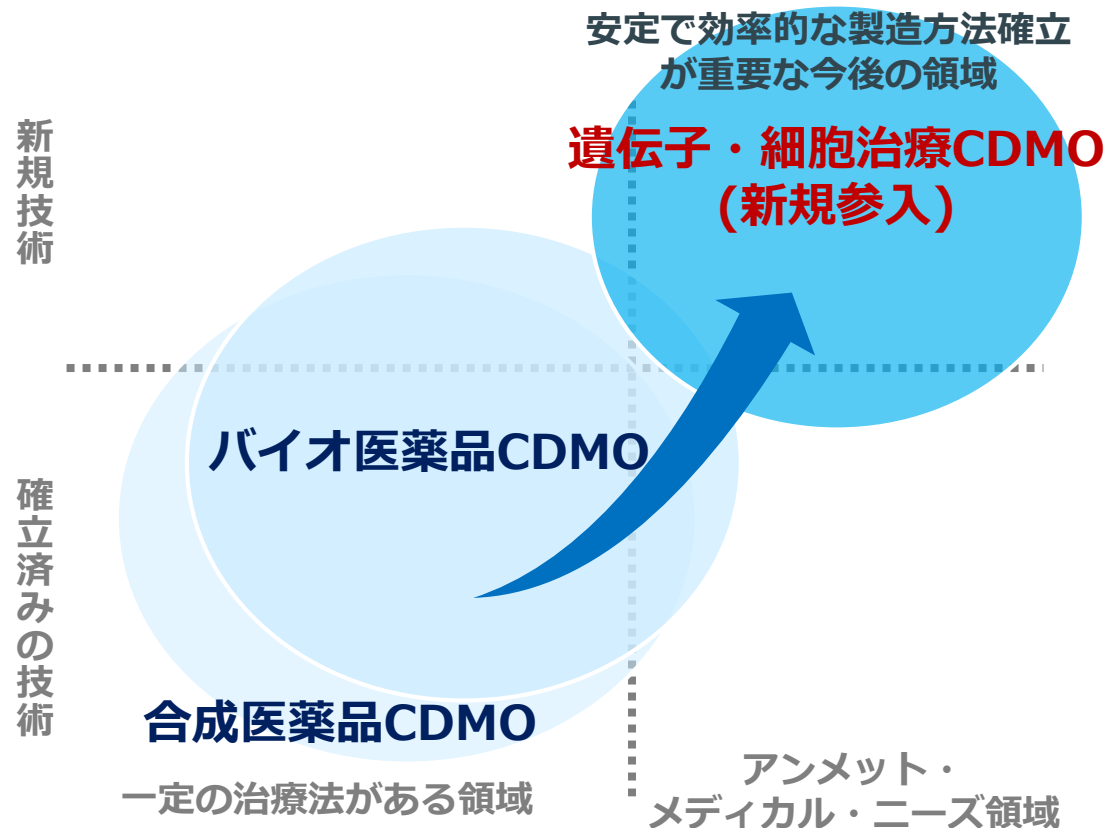 安定で効率的な製造方法確立
が重要な今後の領域
遺伝子・細胞治療CDMO
(新規参入)
新規技術
バイオ医薬品CDMO
確立済みの技術
合成医薬品CDMO
一定の治療法がある領域
アンメット・
メディカル・ニーズ領域